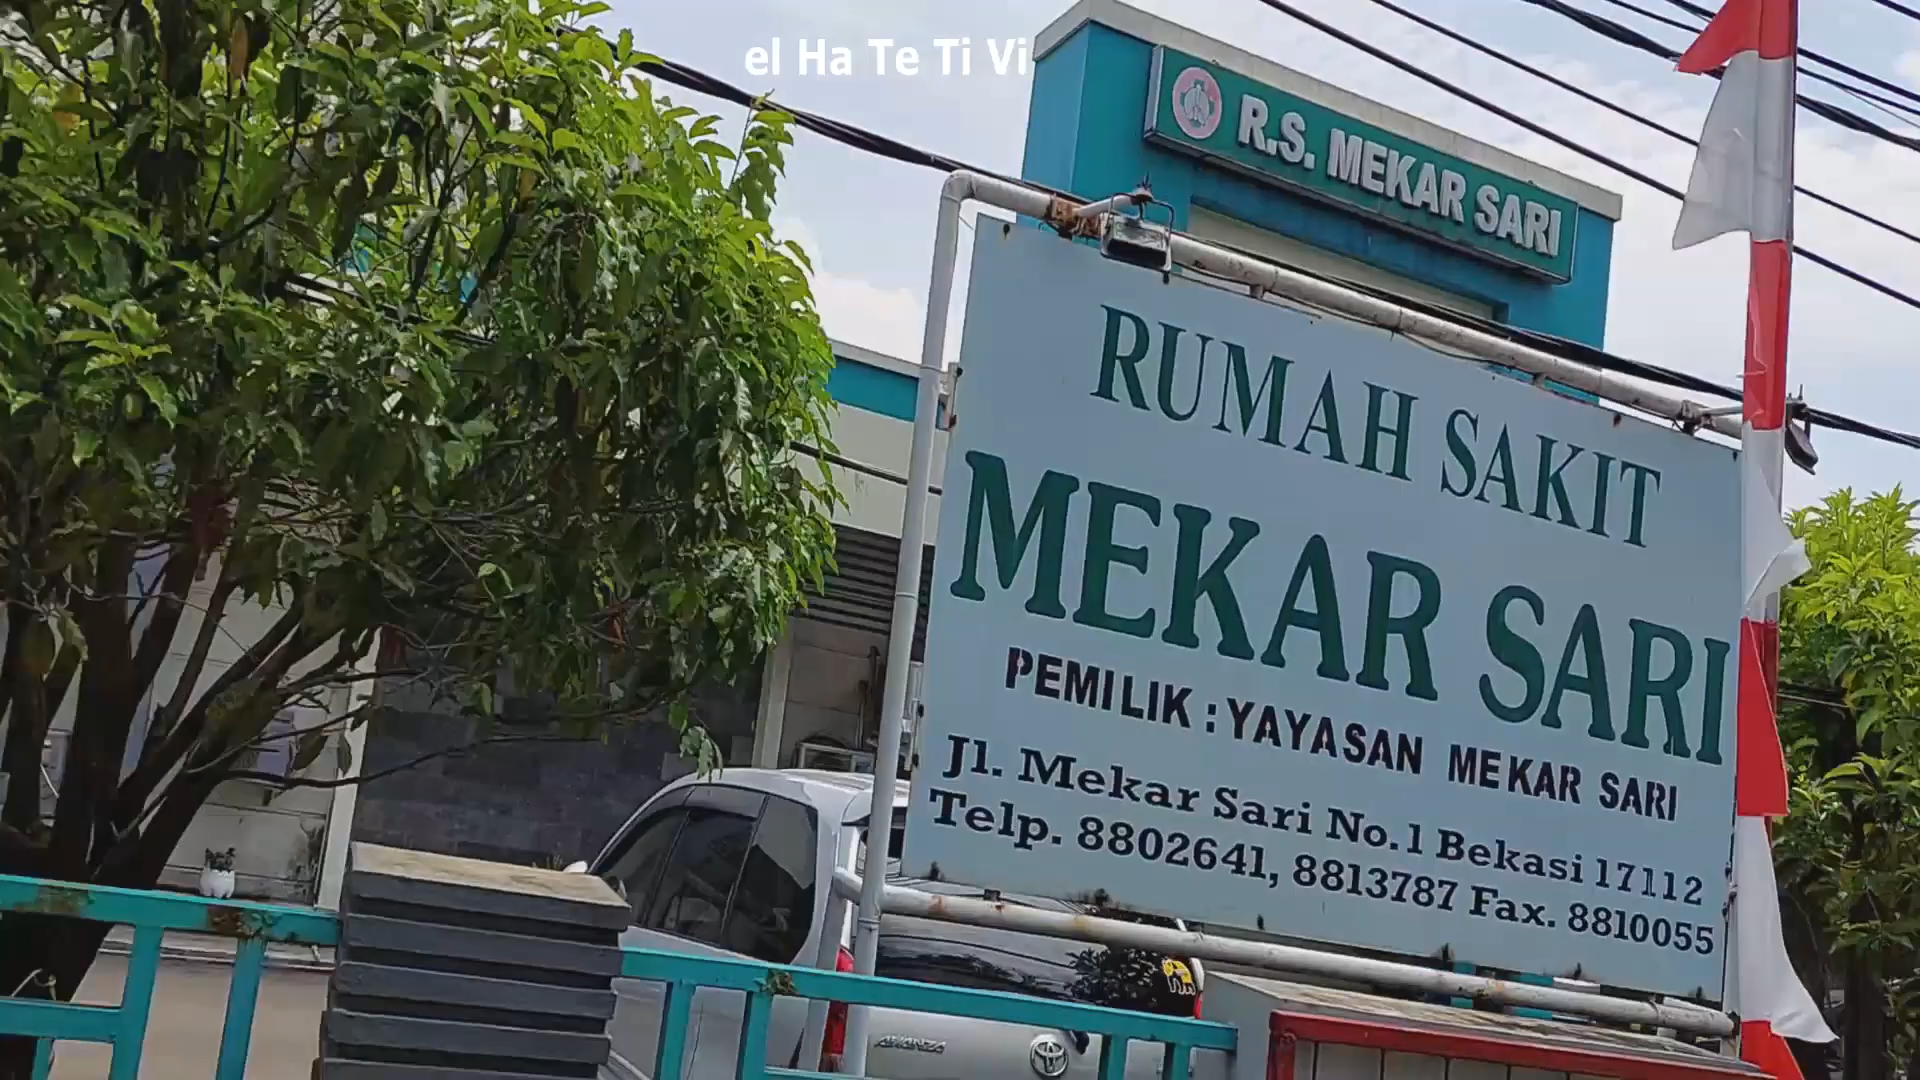 el Ha Te Ti Vi
R.S. MEKAR SARI
RUMAH SAKIT
MEKAR SARI
PEMILIK : YAYASAN MEKAR SARI
Jl. Mekar Sari No.1 Bekasi 17112
Telp. 8802641, 8813787 Fax. 8810055
AVANZA